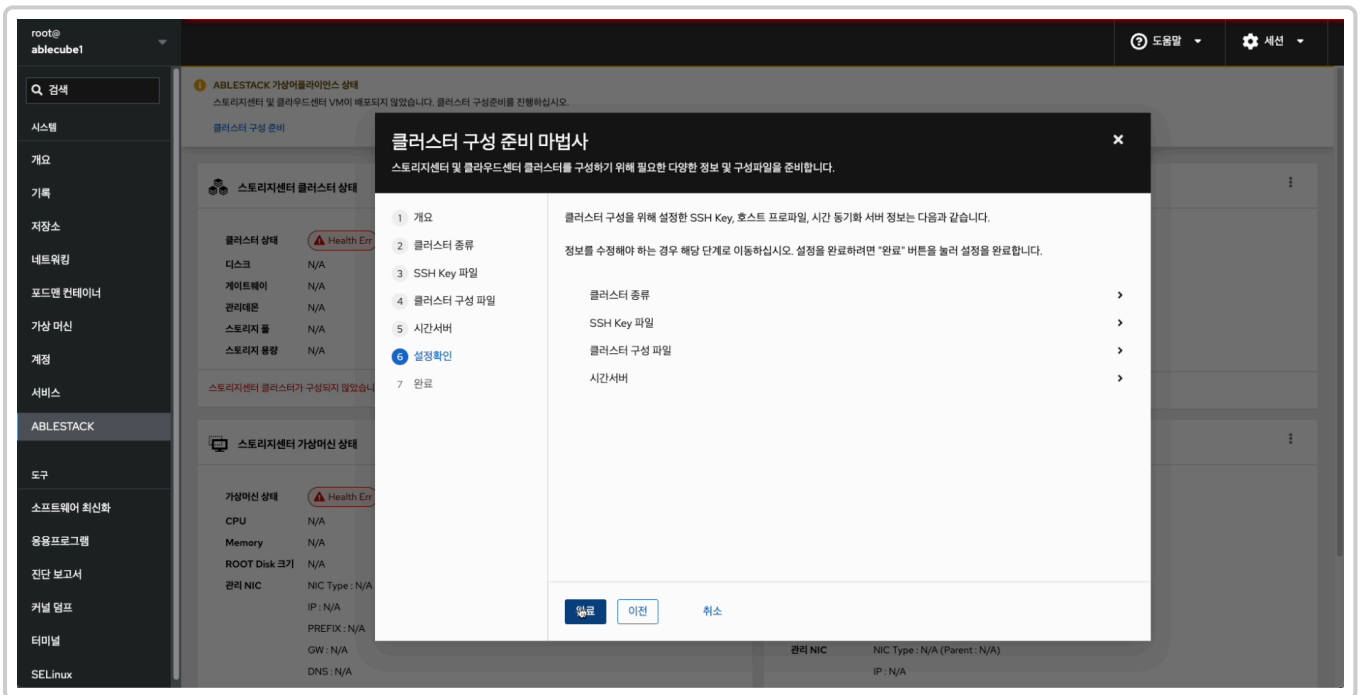 root@
ablecube1
도움말
세션
검색
시스템
개요
기록
저장소
네트워킹
포드맨 컨테이너
가상 머신
계정
서비스
ABLESTACK
도구
소프트웨어 최신화
응용프로그램
진단 보고서
커널 덤프
터미널
SELinux
ABLESTACK 가상어플라이언스 상태
스토리지센터 및 클라우드센터 VM이 배포되지 않았습니다. 클러스터 구성준비를 진행하십시오.
클러스터 구성 준비
스토리지센터 클러스터 상태
클러스터 상태 Health Err
디스크 N/A
게이트웨이 N/A
관리데몬 N/A
스토리지 풀 N/A
스토리지 용량 N/A
스토리지센터 클러스터가 구성되지 않았습니
스토리지센터 가상머신 상태
가상머신 상태 Health Err
CPU N/A
Memory N/A
ROOT Disk 크기 N/A
관리 NIC NIC Type : N/A
IP : N/A
PREFIX : N/A
GW : N/A
DNS : N/A
관리 NIC NIC Type : N/A (Parent : N/A)
IP : N/A
클러스터 구성 준비 마법사
스토리지센터 및 클라우드센터 클러스터를 구성하기 위해 필요한 다양한 정보 및 구성파일을 준비합니다.
1 개요
2 클러스터 종류
3 SSH Key 파일
4 클러스터 구성 파일
5 시간서버
6 설정확인
7 완료
클러스터 구성을 위해 설정한 SSH Key, 호스트 프로파일, 시간 동기화 서버 정보는 다음과 같습니다.
정보를 수정해야 하는 경우 해당 단계로 이동하십시오. 설정을 완료하려면 "완료" 버튼을 눌러 설정을 완료합니다.
클러스터 종류
SSH Key 파일
클러스터 구성 파일
시간서버
완료 이전 취소